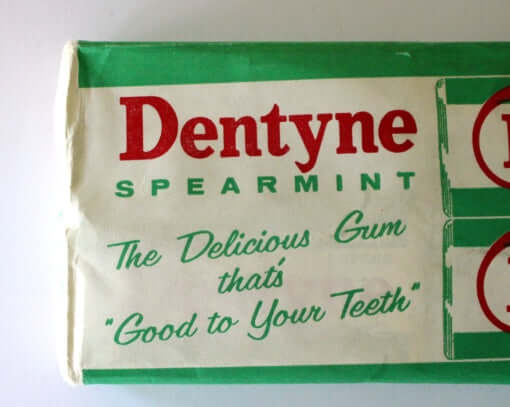 Dentyne
SPEARMINT
The Delicious Gum
that's
"Good to Your Teeth"